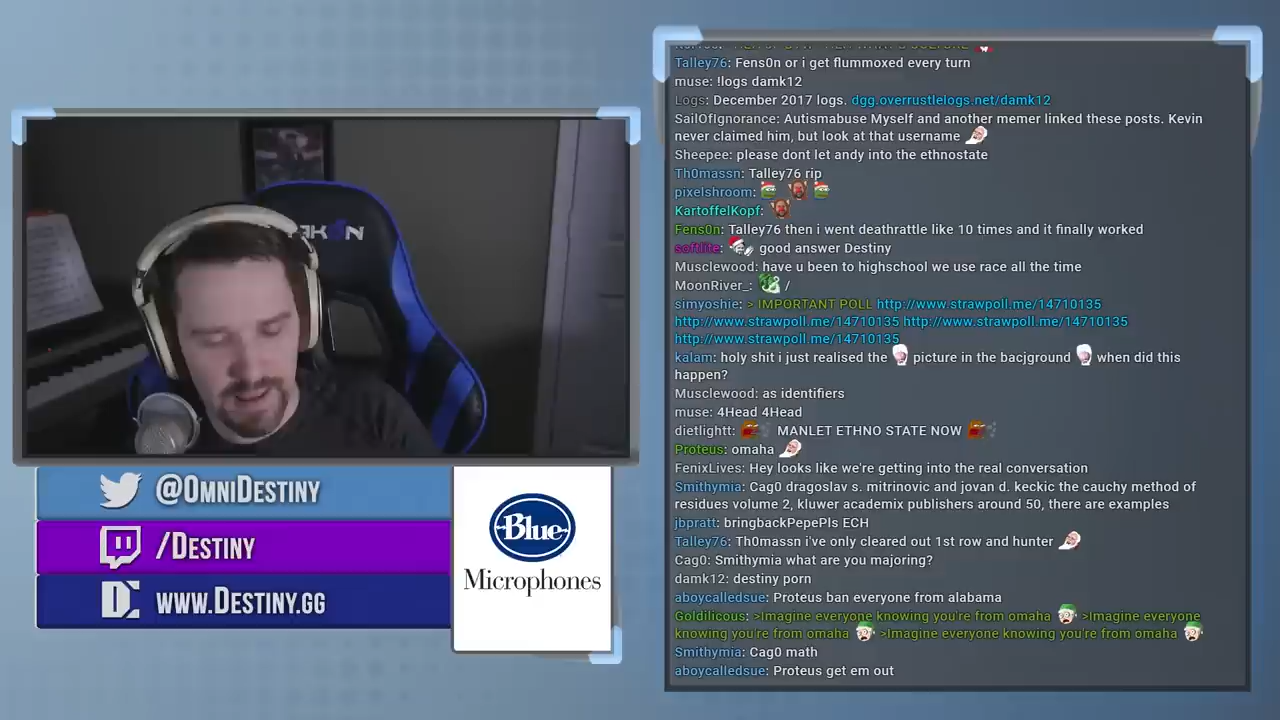 Talley76: Fens0n or i get flummoxed every turn
muse: !logs damk12
Logs: December 2017 logs. dgg.overrustlelogs.net/damk12
SailOfIgnorance: Autismabuse Myself and another memer linked these posts. Kevin
never claimed him, but look at that username
Sheepee: please dont let andy into the ethnostate
Th0massn: Talley76 rip
pixelshroom:
KartoffelKopf:
Fens0n: Talley76 then i went deathrattle like 10 times and it finally worked
softlite: good answer Destiny
Musclewood: have u been to highschool we use race all the time
MoonRiver_: /
simyoshie: > IMPORTANT POLL http://www.strawpoll.me/14710135
http://www.strawpoll.me/14710135 http://www.strawpoll.me/14710135
http://www.strawpoll.me/14710135
kalam: holy shit i just realised the picture in the bacjground when did this
happen?
Musclewood: as identifiers
muse: 4Head 4Head
dietlightt: MANLET ETHNO STATE NOW
Proteus: omaha
FenixLives: Hey looks like we're getting into the real conversation
Smithymia: Cag0 dragoslav s. mitrinovic and jovan d. keckic the cauchy method of
residues volume 2, kluwer academix publishers around 50, there are examples
jbpratt: bringbackPepePls ECH
Talley76: Th0massn i've only cleared out 1st row and hunter
Cag0: Smithymia what are you majoring?
damk12: destiny porn
aboycalledsue: Proteus ban everyone from alabama
Goldilicous: >Imagine everyone knowing you're from omaha >Imagine everyone
knowing you're from omaha >Imagine everyone knowing you're from omaha
Smithymia: Cag0 math
aboycalledsue: Proteus get em out
@OmniDestiny
/Destiny
www.Destiny.gg
Blue
Microphones